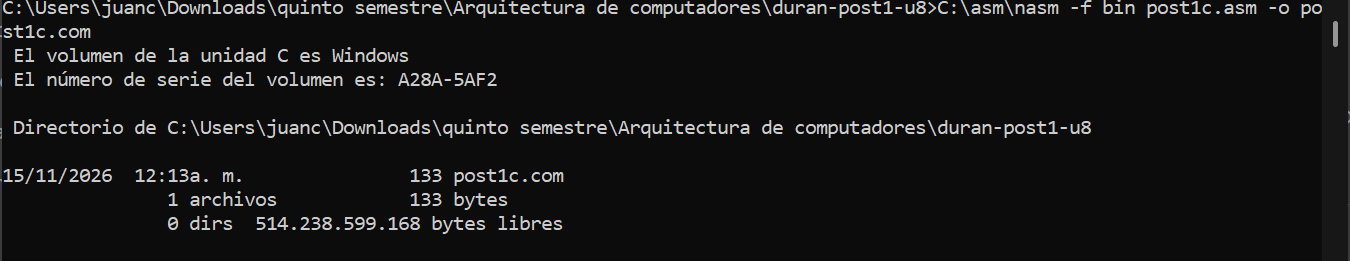 C:\Users\juanc\Downloads\quinto semestre\Arquitectura de computadores\duran-post1-u8>C:\asm\nasm -f bin post1c.asm -o po
st1c.com
El volumen de la unidad C es Windows
El número de serie del volumen es: A28A-5AF2
Directorio de C:\Users\juanc\Downloads\quinto semestre\Arquitectura de computadores\duran-post1-u8
15/11/2026  12:13a. m.               133 post1c.com
1 archivos            133 bytes
0 dirs  514.238.599.168 bytes libres